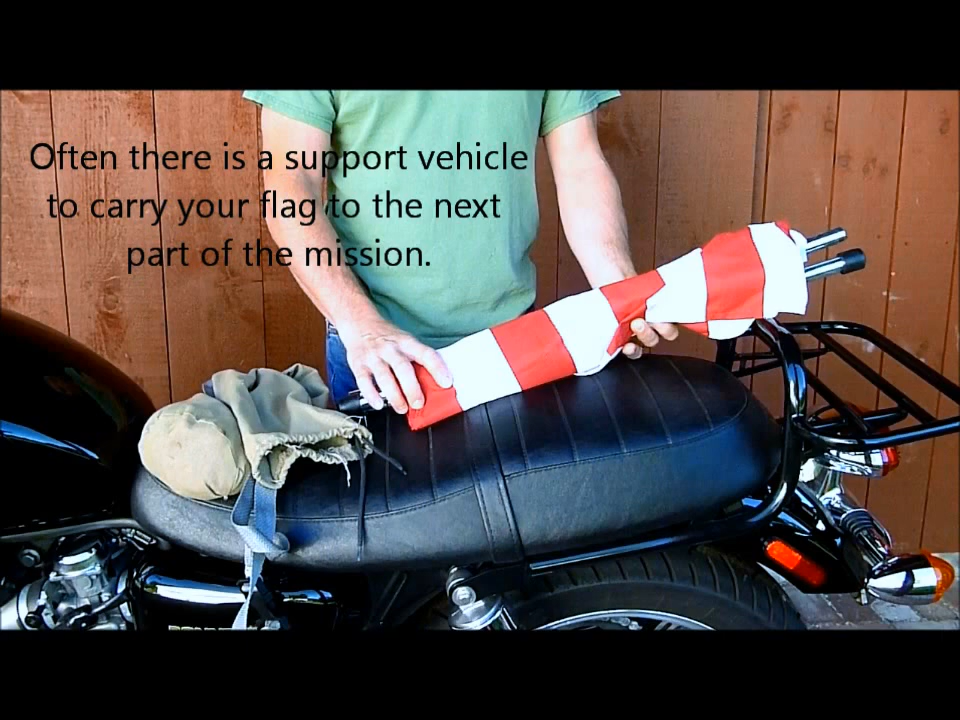 Often there is a support vehicle
to carry your flag to the next
part of the mission.